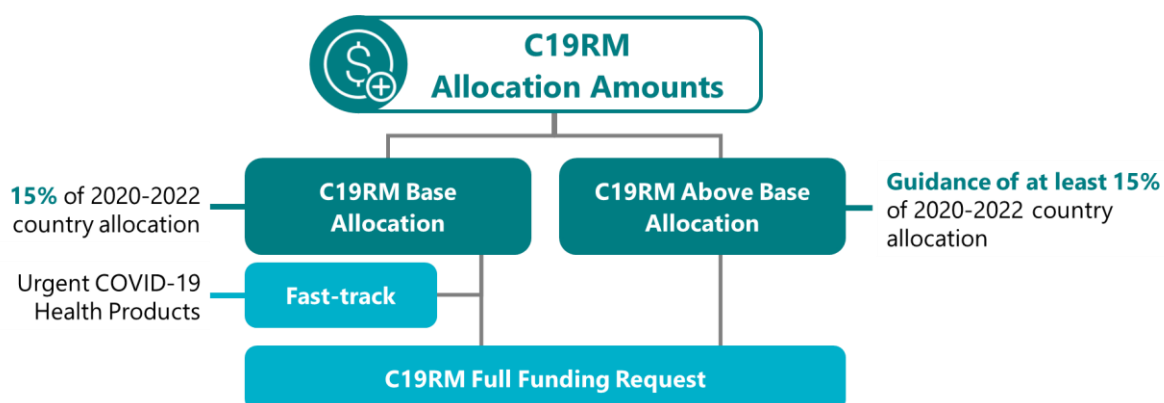 C19RM
Allocation Amounts
15% of 2020-2022
country allocation
C19RM Base
Allocation
C19RM Above Base
Allocation
Guidance of at least 15%
of 2020-2022 country
allocation
Urgent COVID-19
Health Products
Fast-track
C19RM Full Funding Request